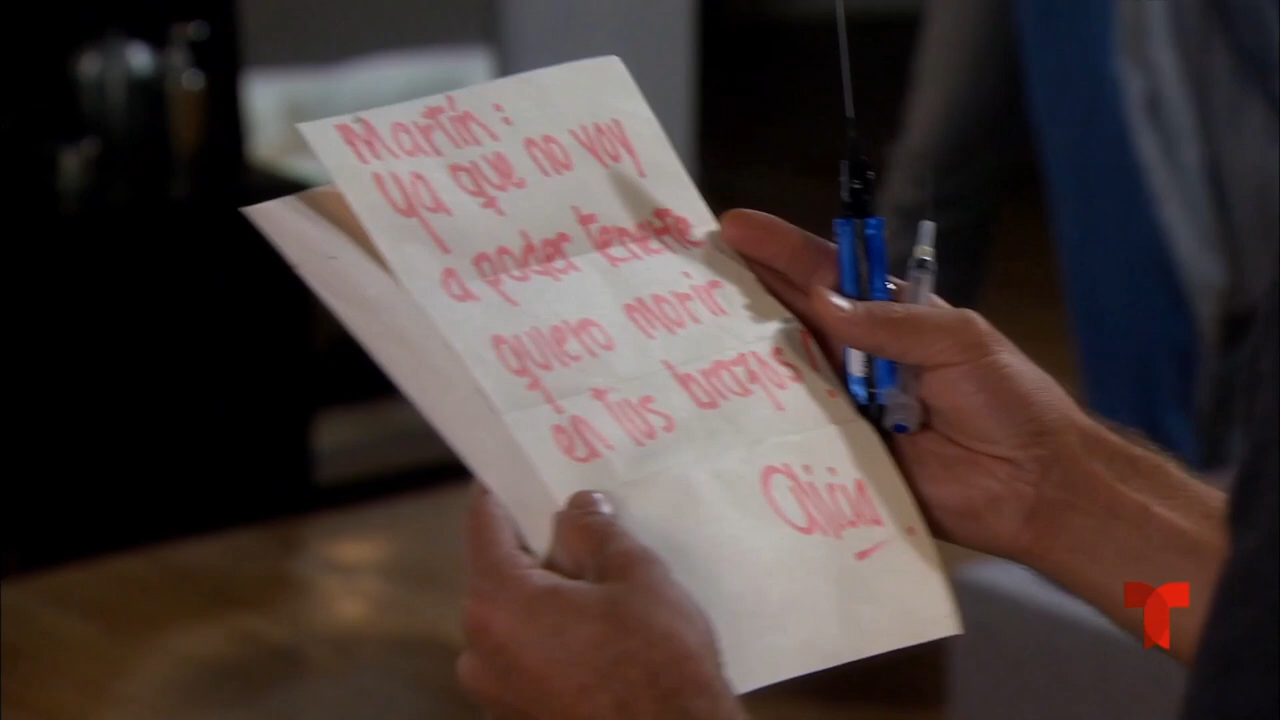 Martín:
ya que no voy
a poder tenerte
quiero morir
en tus brazos!
Alicia.